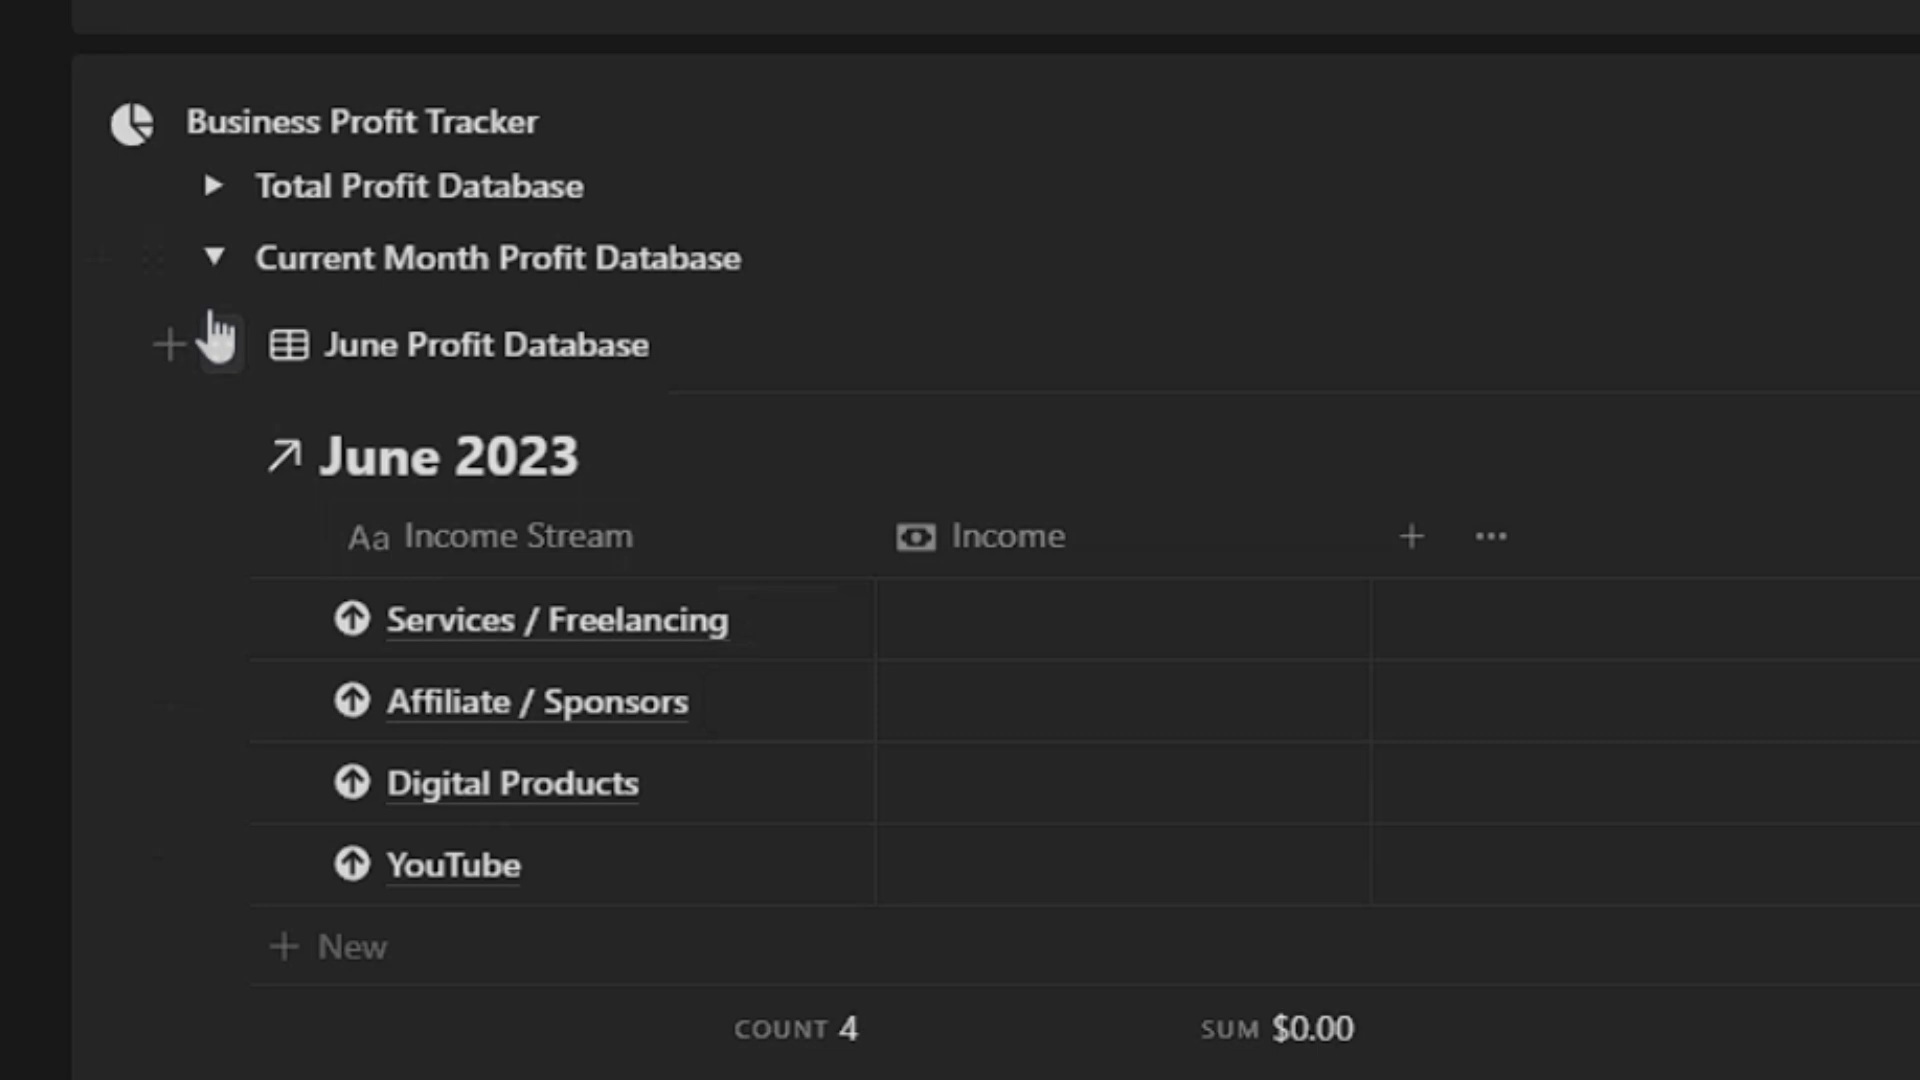 Business Profit Tracker
Total Profit Database
Current Month Profit Database
June Profit Database
June 2023
Aa Income Stream Income
Services / Freelancing
Affiliate / Sponsors
Digital Products
YouTube
New
COUNT 4 SUM $0.00